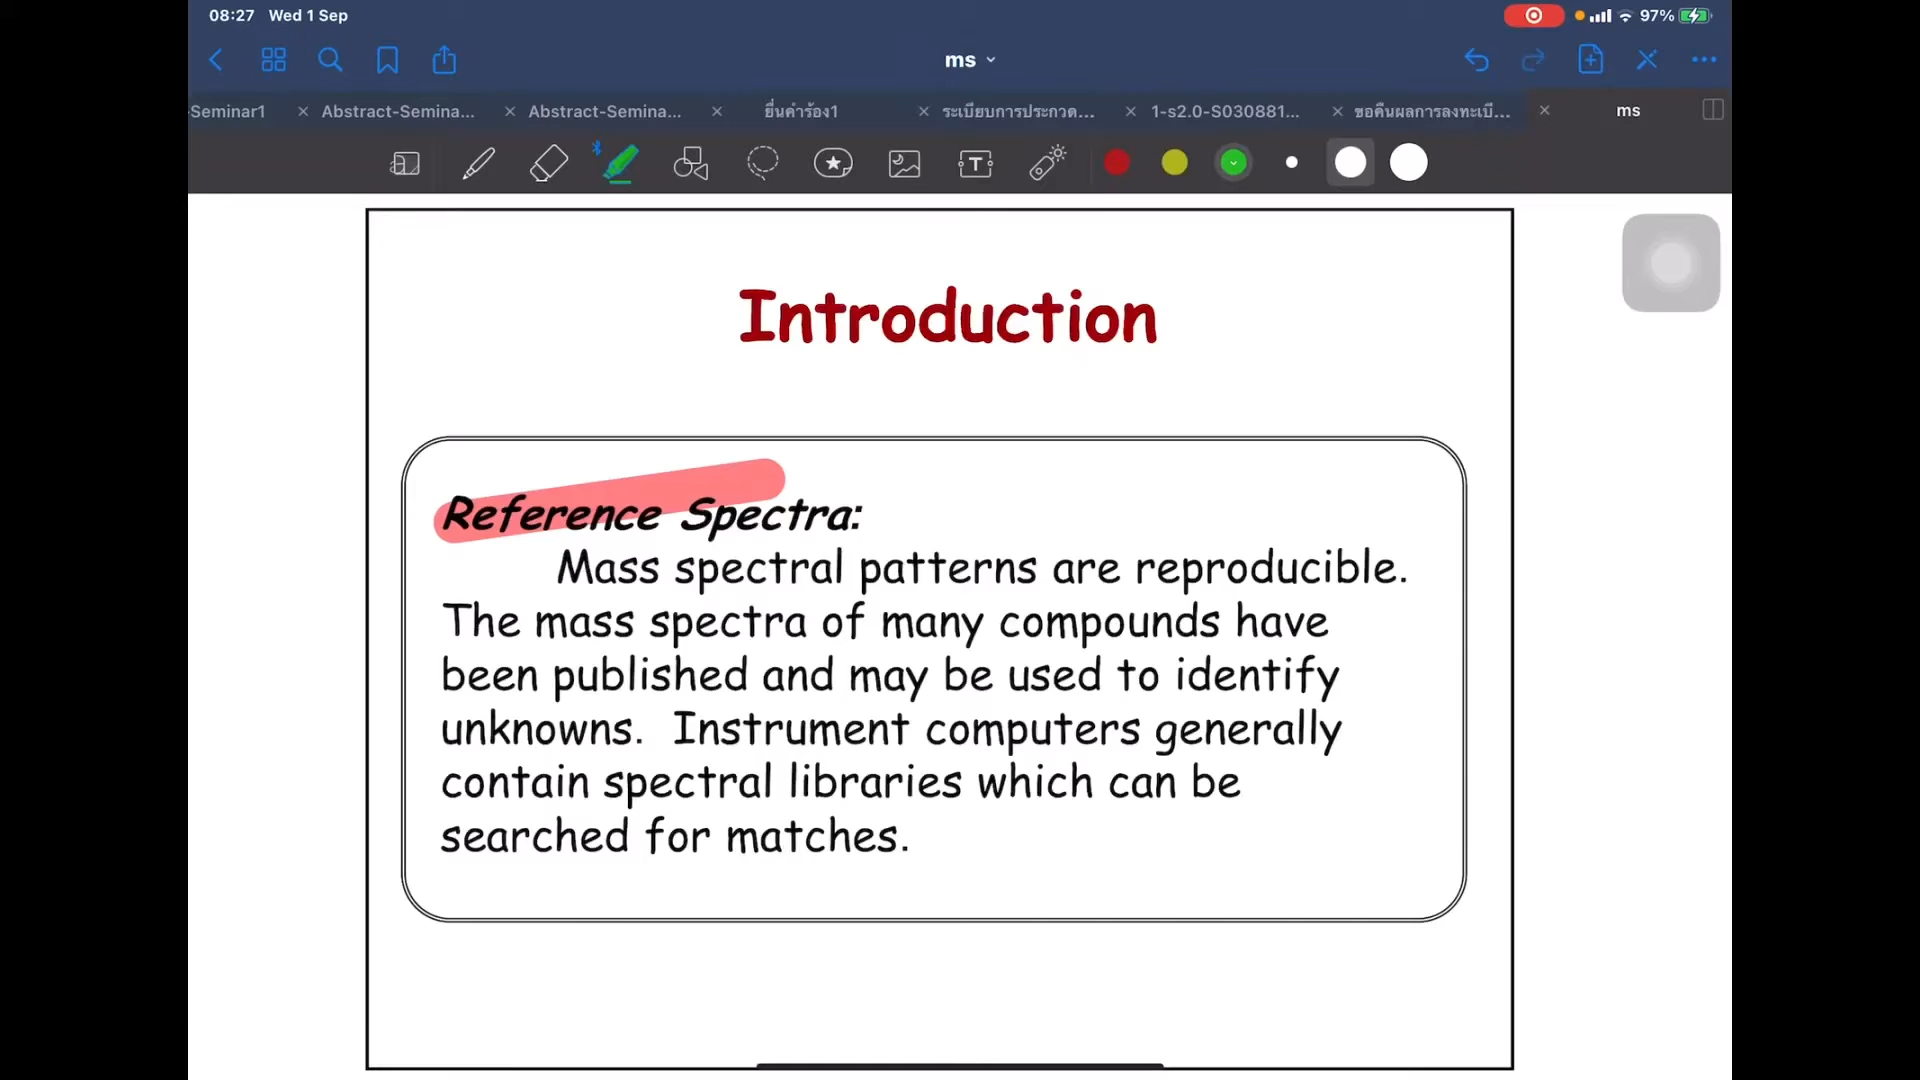 08:27 Wed 1 Sep
97%
ms
Seminar1
Abstract-Semina...
Abstract-Semina...
ยื่นคำร้อง1
ระเบียบการประกวด...
1-s2.0-S030881...
ขอคืนผลการลงทะเบี...
ms
T
Introduction
Reference Spectra:
Mass spectral patterns are reproducible.
The mass spectra of many compounds have
been published and may be used to identify
unknowns. Instrument computers generally
contain spectral libraries which can be
searched for matches.